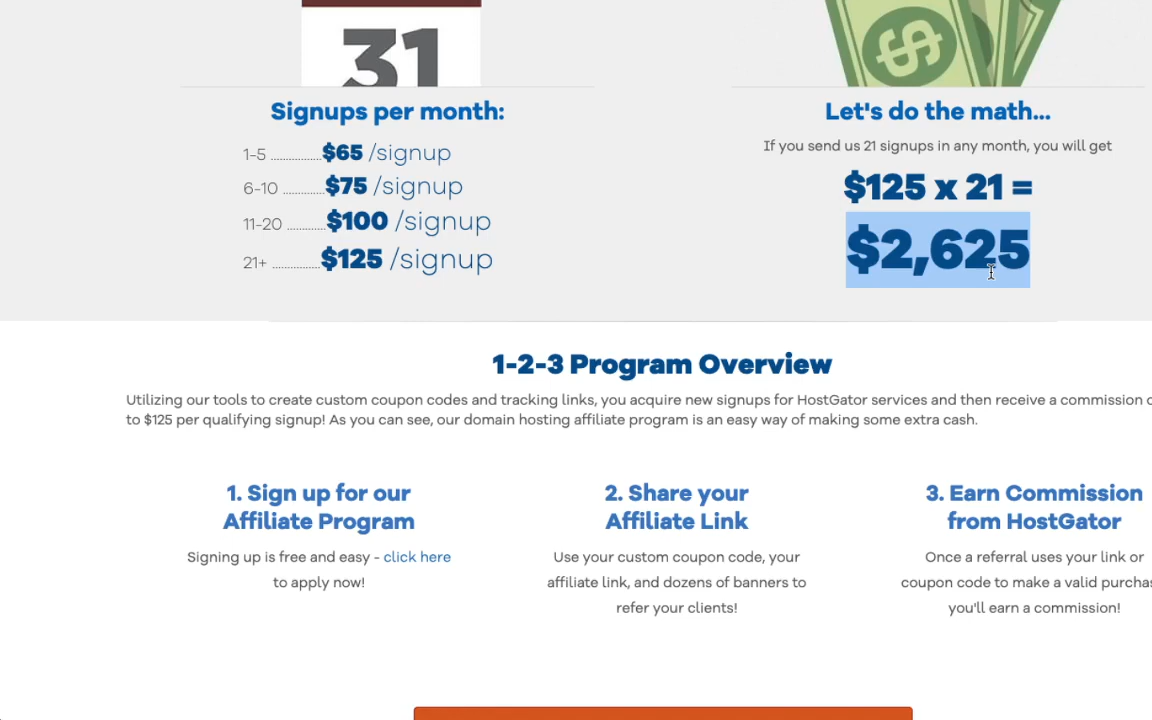 31
Signups per month:
1-5 ..............$65 /signup
6-10 ............$75 /signup
11-20 ...........$100 /signup
21+ ..............$125 /signup
$
Let's do the math...
If you send us 21 signups in any month, you will get
$125 x 21 =
$2,625
1-2-3 Program Overview
Utilizing our tools to create custom coupon codes and tracking links, you acquire new signups for HostGator services and then receive a commission
to $125 per qualifying signup! As you can see, our domain hosting affiliate program is an easy way of making some extra cash.
1. Sign up for our
Affiliate Program
Signing up is free and easy - click here
to apply now!
2. Share your
Affiliate Link
Use your custom coupon code, your
affiliate link, and dozens of banners to
refer your clients!
3. Earn Commission
from HostGator
Once a referral uses your link or
coupon code to make a valid
you'll earn a commission!